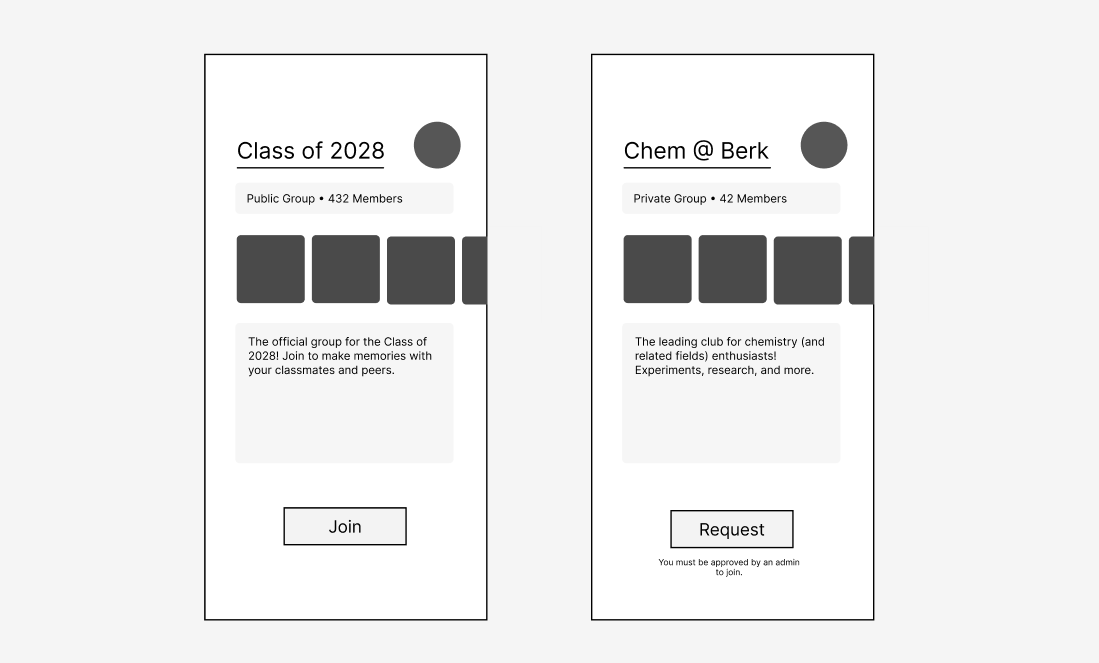 Class of 2028
Public Group • 432 Members
The official group for the Class of
2028! Join to make memories with
your classmates and peers.
Join
Chem @ Berk
Private Group • 42 Members
The leading club for chemistry (and
related fields) enthusiasts!
Experiments, research, and more.
Request
You must be approved by an admin
to join.